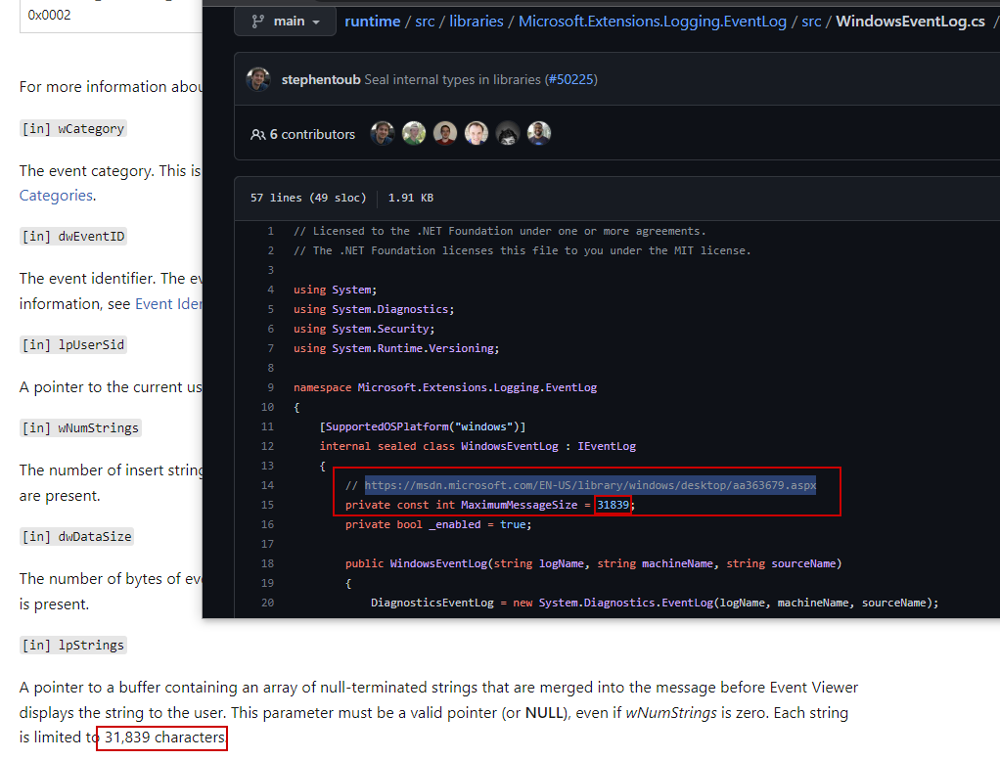 0x0002
For more information abou
[in] wCategory
The event category. This is
Categories.
[in] dwEventID
The event identifier. The ev
information, see Event Iden
[in] lpUserSid
A pointer to the current us
[in] wNumStrings
The number of insert string
are present.
[in] dwDataSize
The number of bytes of eve
is present.
[in] lpStrings
A pointer to a buffer containing an array of null-terminated strings that are merged into the message before Event Viewer
displays the string to the user. This parameter must be a valid pointer (or NULL), even if wNumStrings is zero. Each string
is limited to 31,839 characters.
main
runtime / src / libraries / Microsoft.Extensions.Logging.EventLog / src / WindowsEventLog.cs /
stephentoub Seal internal types in libraries (#50225)
6 contributors
57 lines (49 sloc) 1.91 KB
1 // Licensed to the .NET Foundation under one or more agreements.
2 // The .NET Foundation licenses this file to you under the MIT license.
3
4 using System;
5 using System.Diagnostics;
6 using System.Security;
7 using System.Runtime.Versioning;
8
9 namespace Microsoft.Extensions.Logging.EventLog
10 {
11 [SupportedOSPlatform("windows")]
12 internal sealed class WindowsEventLog : IEventLog
13 {
14 // https://msdn.microsoft.com/EN-US/library/windows/desktop/aa363679.aspx
15 private const int MaximumMessageSize = 31839;
16 private bool _enabled = true;
17
18 public WindowsEventLog(string logName, string machineName, string sourceName)
19 {
20 DiagnosticsEventLog = new System.Diagnostics.EventLog(logName, machineName, sourceName);